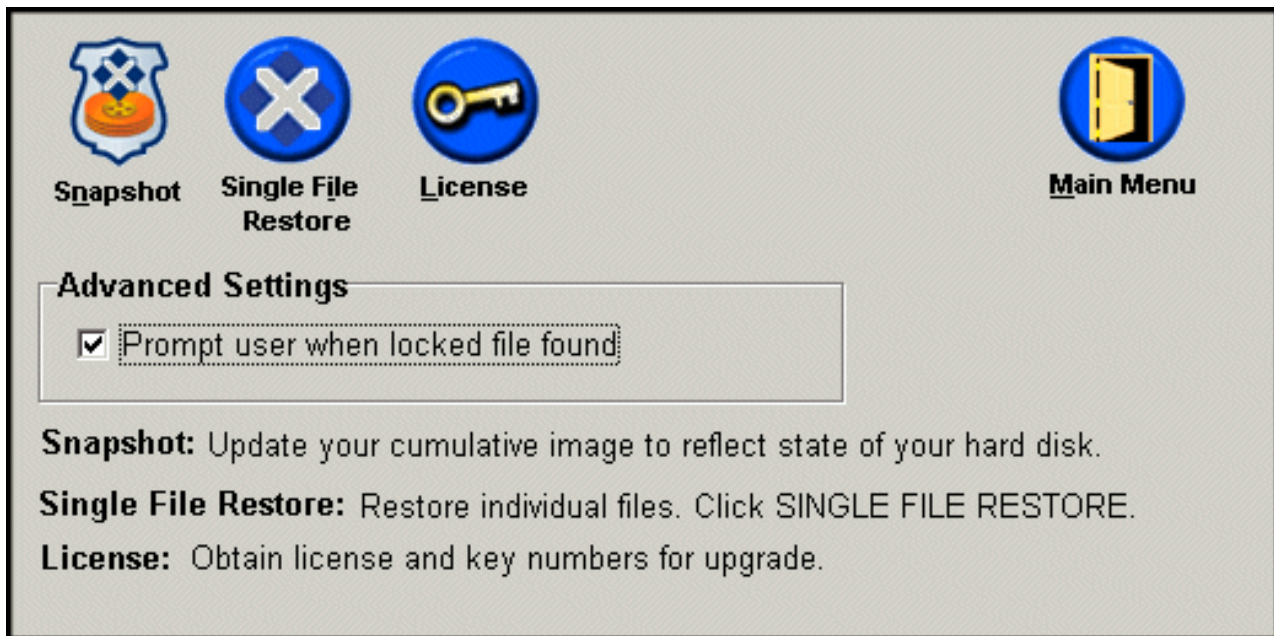 Snapshot
Single File
Restore
License
Main Menu
Advanced Settings
Prompt user when locked file found
Snapshot: Update your cumulative image to reflect state of your hard disk.
Single File Restore: Restore individual files. Click SINGLE FILE RESTORE.
License: Obtain license and key numbers for upgrade.